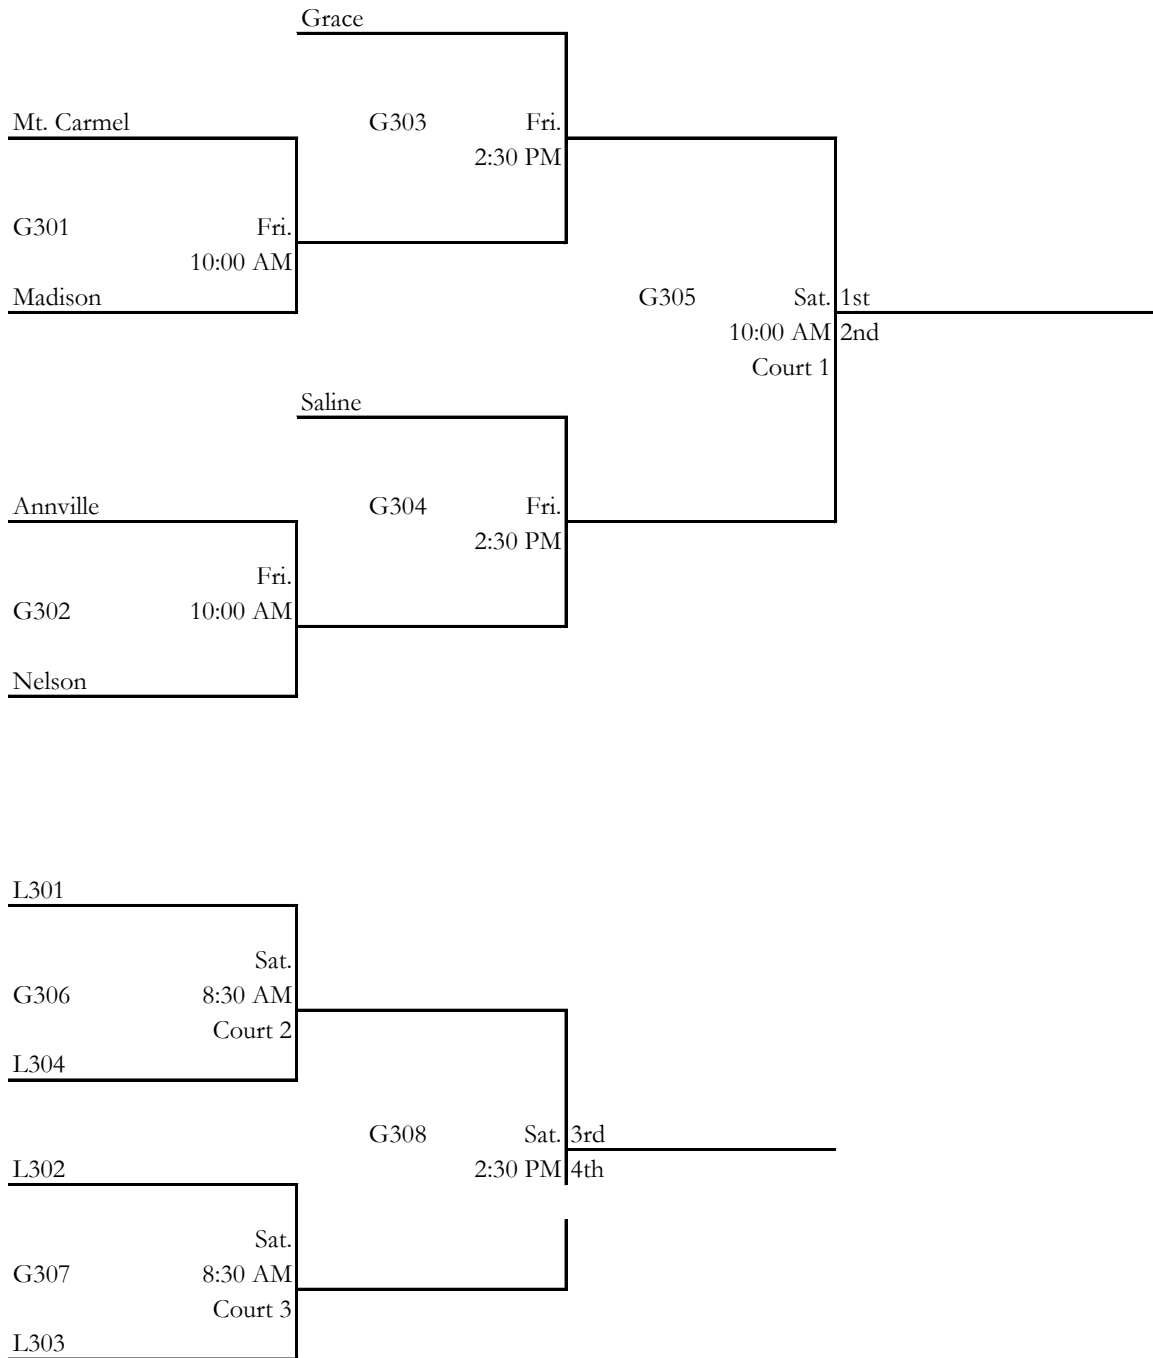 Grace
Mt. Carmel
G303 Fri.
2:30 PM
G301 Fri.
10:00 AM
Madison
G305 Sat. 1st
10:00 AM 2nd
Court 1
Saline
Annville
G304 Fri.
2:30 PM
Fri.
G302 10:00 AM
Nelson
L301
Sat.
G306 8:30 AM
Court 2
L304
G308 Sat. 3rd
2:30 PM 4th
L302
Sat.
G307 8:30 AM
Court 3
L303